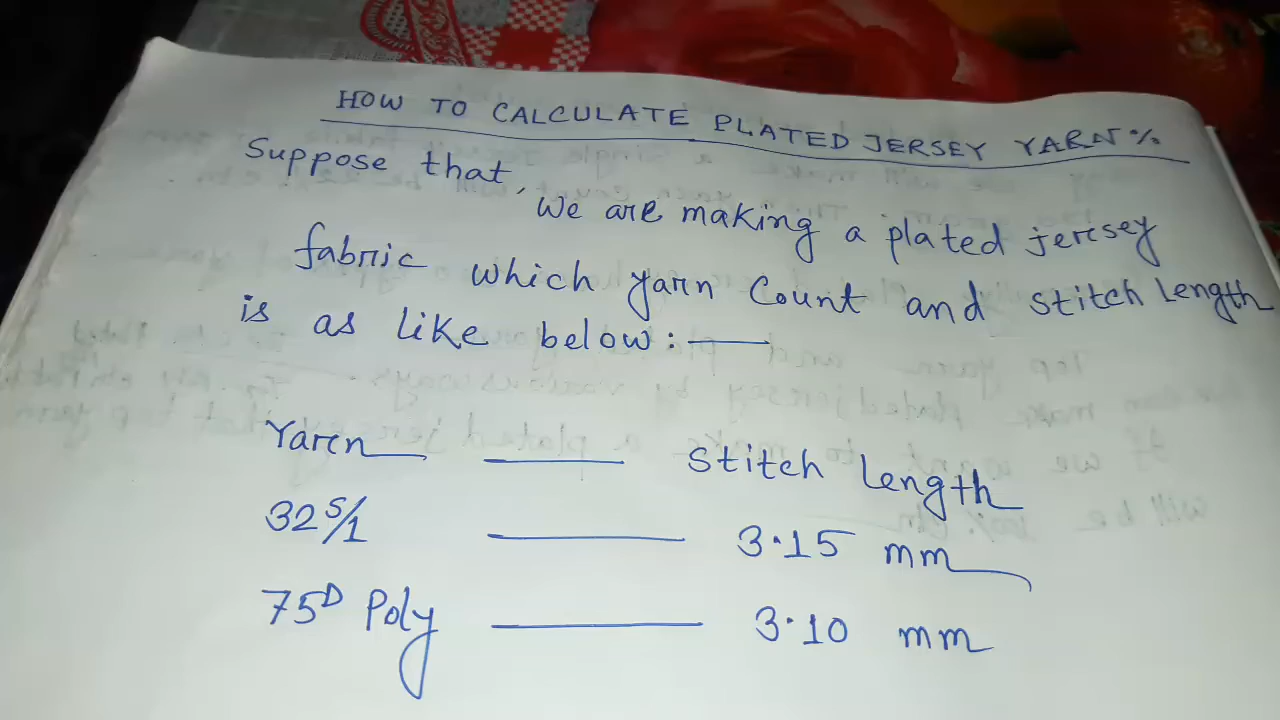 HOW TO CALCULATE PLATED JERSEY YARN %
Suppose that,
We are making a plated jersey
fabric which yarn Count and stitch Length
is as like below:—
Yarn — Stitch Length
32 S/1 — 3.15 mm
75D Poly — 3.10 mm